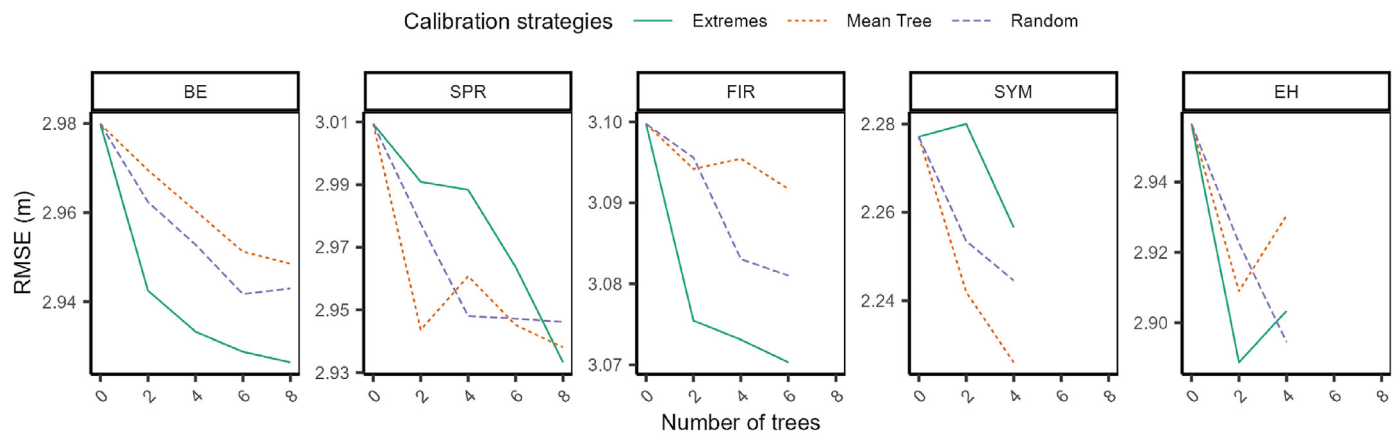 Calibration strategies Extremes Mean Tree Random
BE SPR FIR SYM EH
RMSE (m)
2.98
2.96
2.94
0 2 4 6 8
3.01
2.99
2.97
2.95
2.93
0 2 4 6 8
3.10
3.09
3.08
3.07
0 2 4 6 8
2.28
2.26
2.24
0 2 4 6 8
2.94
2.92
2.90
0 2 4 6 8
Number of trees